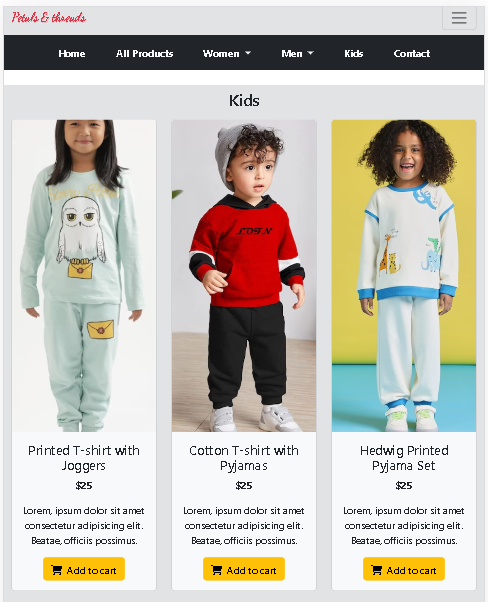 Petals & threads
Home All Products Women Men Kids Contact
Kids
LOREN
Printed T-shirt with
Joggers
$25
Lorem, ipsum dolor sit amet
consectetur adipisicing elit.
Beatae, officiis possimus.
Add to cart
Cotton T-shirt with
Pyjamas
$25
Lorem, ipsum dolor sit amet
consectetur adipisicing elit.
Beatae, officiis possimus.
Add to cart
Hedwig Printed
Pyjama Set
$25
Lorem, ipsum dolor sit amet
consectetur adipisicing elit.
Beatae, officiis possimus.
Add to cart